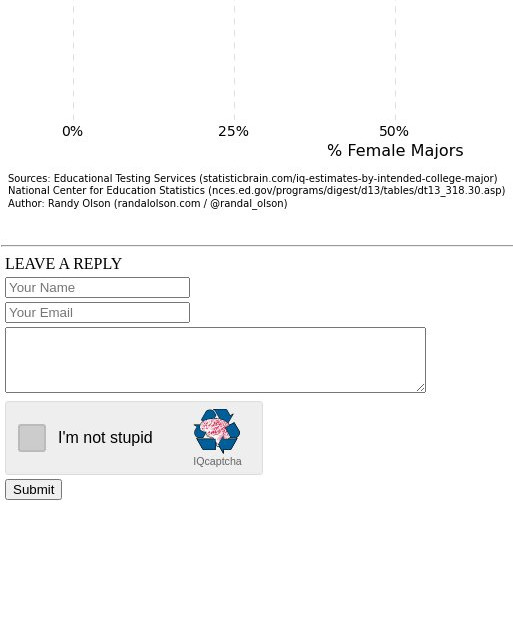 0% 25% 50%
% Female Majors
Sources: Educational Testing Services (statisticbrain.com/iq-estimates-by-intended-college-major)
National Center for Education Statistics (nces.ed.gov/programs/digest/d13/tables/dt13_318.30.asp)
Author: Randy Olson (randalolson.com / @randal_olson)
LEAVE A REPLY
Your Name
Your Email
I'm not stupid
IQcaptcha
Submit